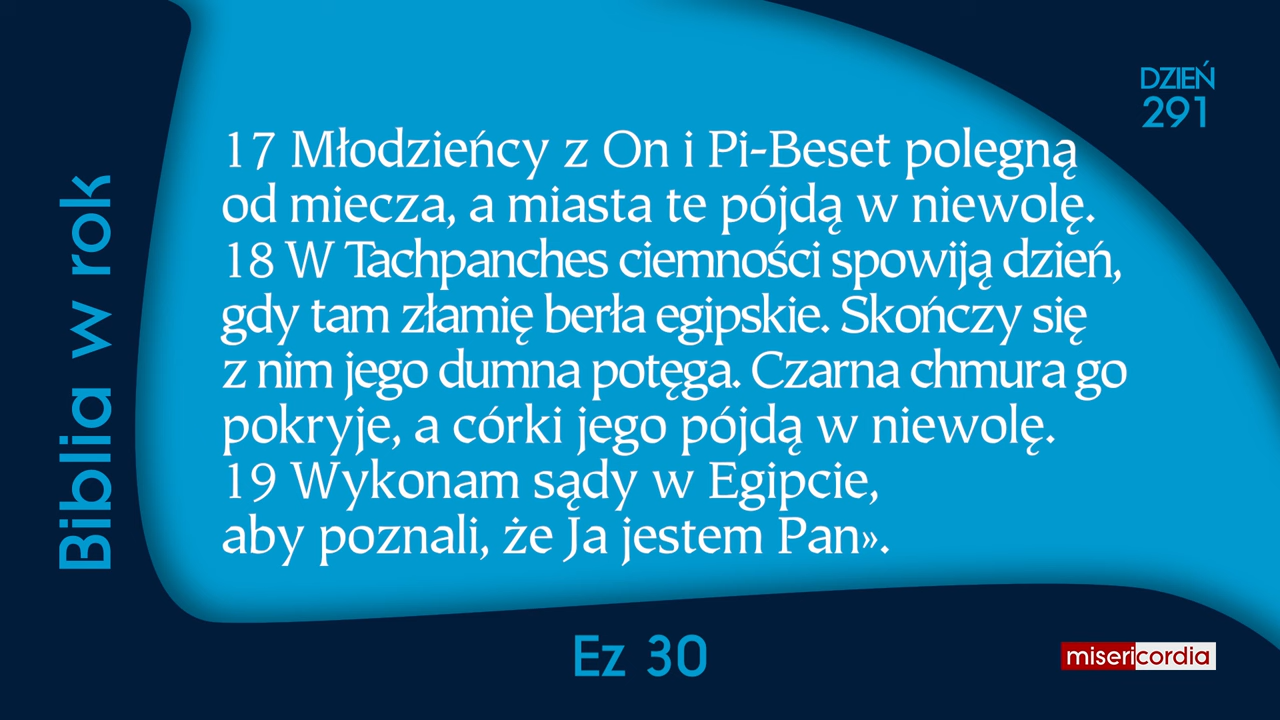 DZIEŃ
291
17 Młodzieńcy z On i Pi-Beset polegną
od miecza, a miasta te pójdą w niewolę.
18 W Tachpanches ciemności spowiją dzień,
gdy tam złamię berła egipskie. Skończy się
z nim jego dumna potęga. Czarna chmura go
pokryje, a córki jego pójdą w niewolę.
19 Wykonam sądy w Egipcie,
aby poznali, że Ja jestem Pan».
Biblia w rok
Ez 30
misericordia